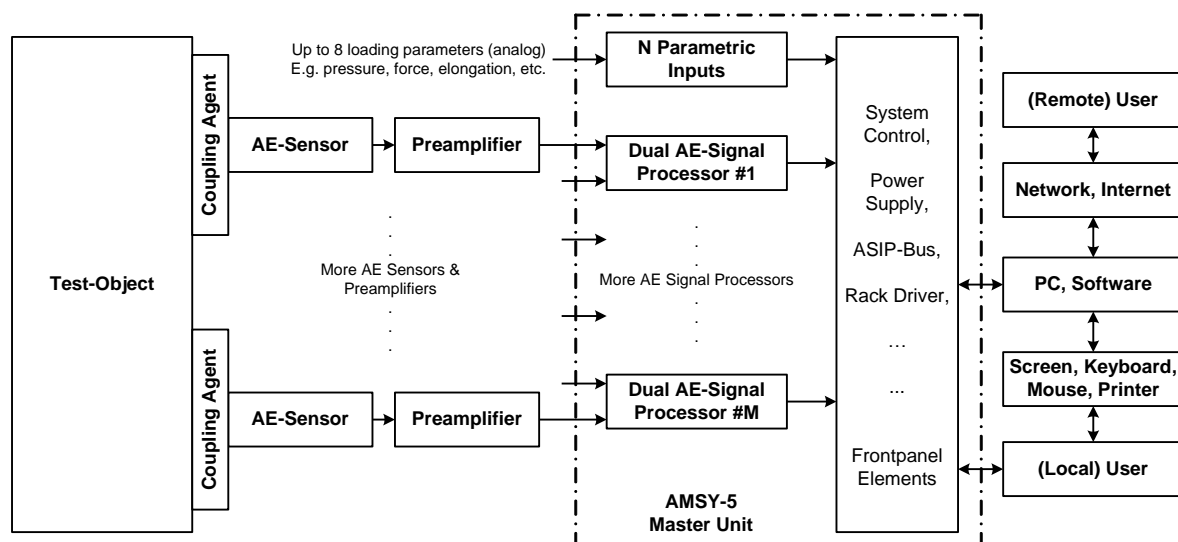 Up to 8 loading parameters (analog)
E.g. pressure, force, elongation, etc.
N Parametric
Inputs
Test-Object
Coupling Agent
AE-Sensor
Preamplifier
Dual AE-Signal
Processor #1
.
.
.
More AE Sensors &
Preamplifiers
.
.
.
.
.
.
More AE Signal Processors
.
.
.
Coupling Agent
AE-Sensor
Preamplifier
Dual AE-Signal
Processor #M
AMSY-5
Master Unit
System
Control,
Power
Supply,
ASIP-Bus,
Rack Driver,
...
...
Frontpanel
Elements
(Remote) User
Network, Internet
PC, Software
Screen, Keyboard,
Mouse, Printer
(Local) User